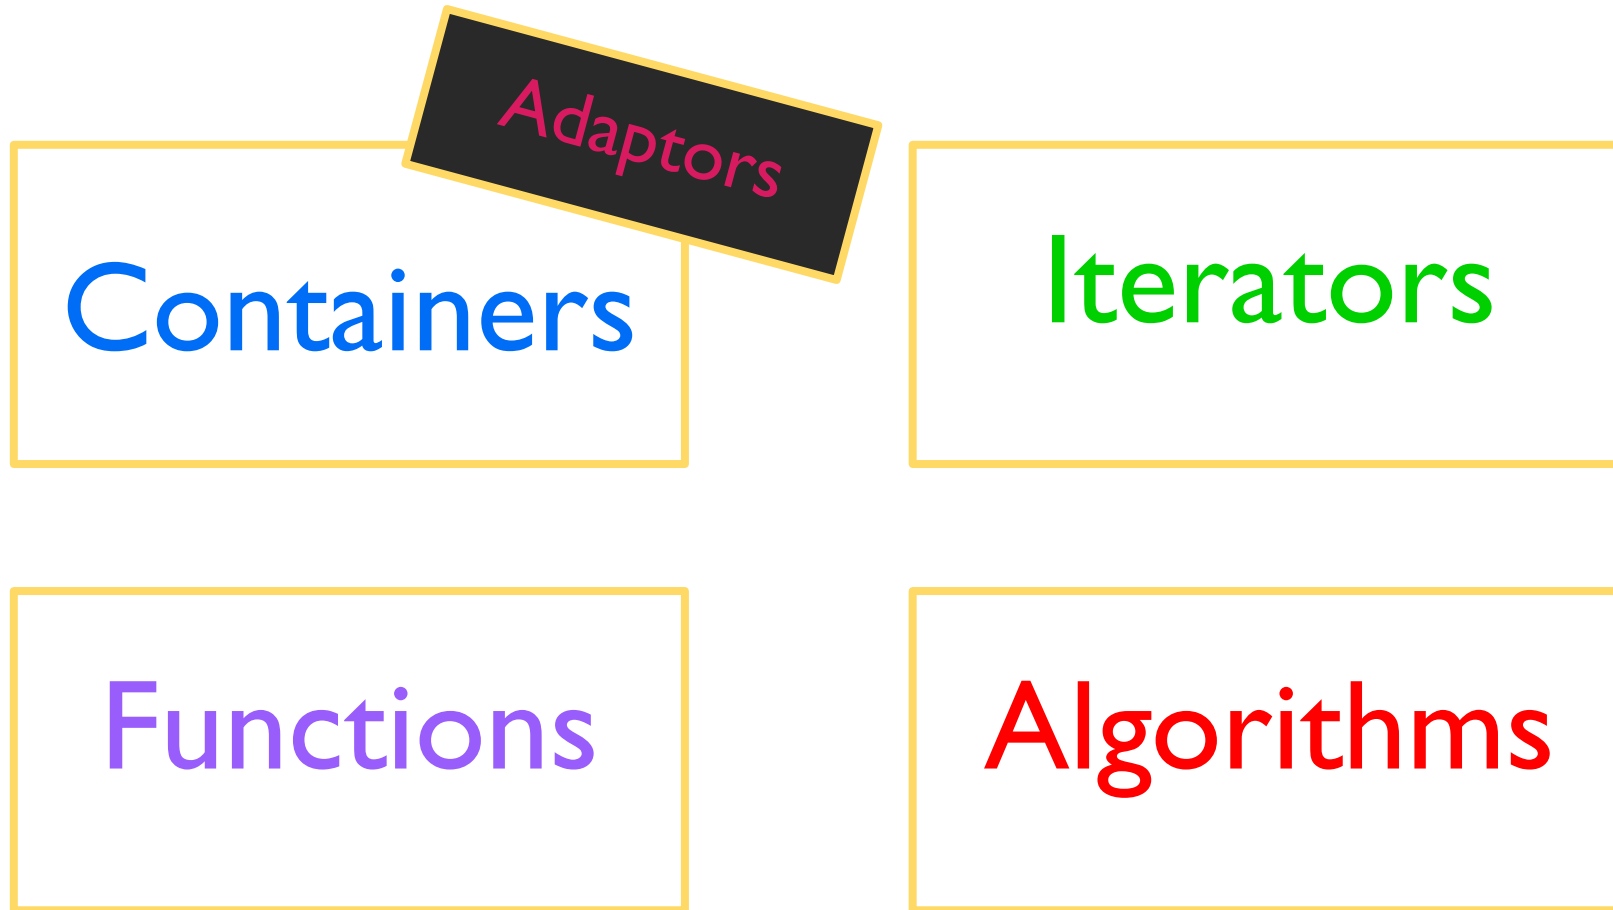 Adaptors
Containers
Iterators
Functions
Algorithms